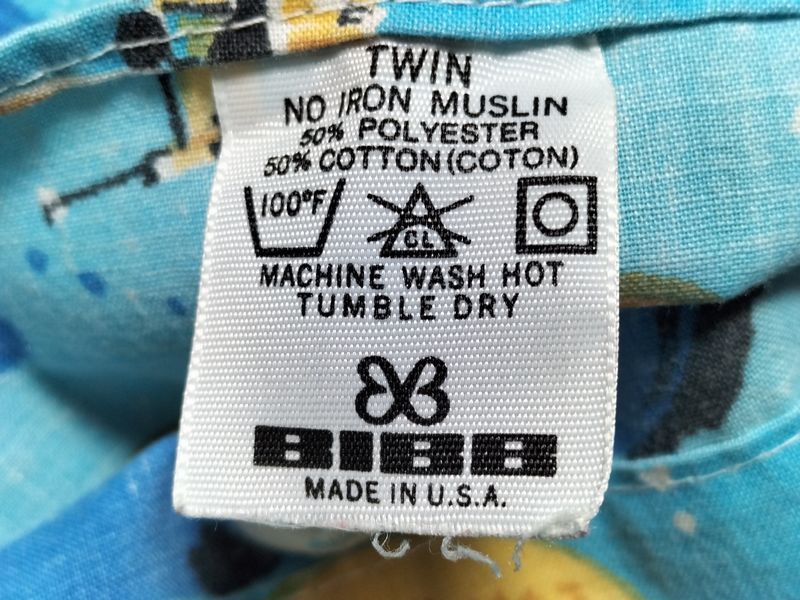 TWIN
NO IRON MUSLIN
50% POLYESTER
50% COTTON (COTON)
100°F CL
MACHINE WASH HOT
TUMBLE DRY
BIBB
MADE IN U.S.A.